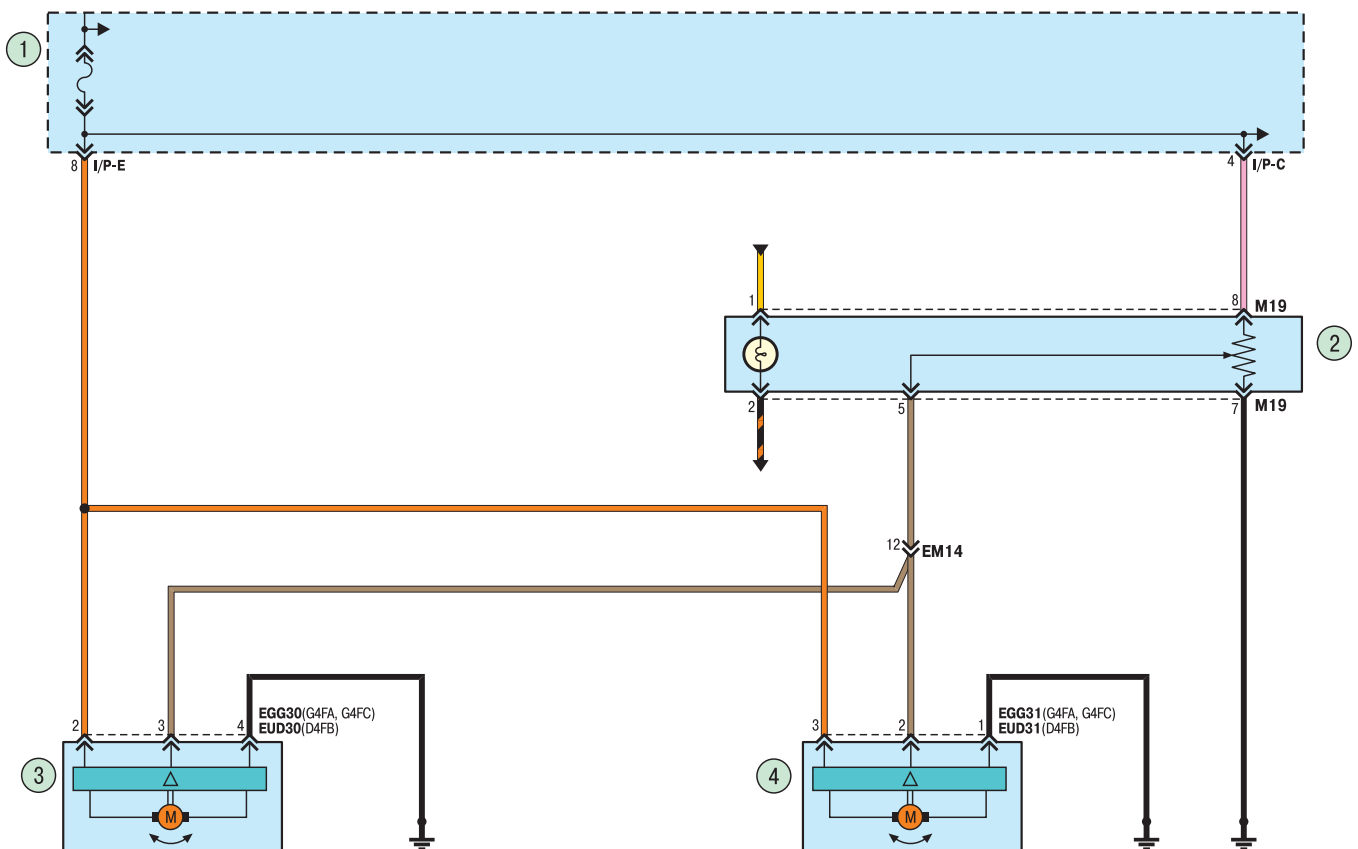 1
8 I/P-E
4 I/P-C
1
8 M19
2
2
5
7 M19
12 EM14
2
3
4
EGG30(G4FA, G4FC)
EUD30(D4FB)
3
2
1
EGG31(G4FA, G4FC)
EUD31(D4FB)
3
4
M
M